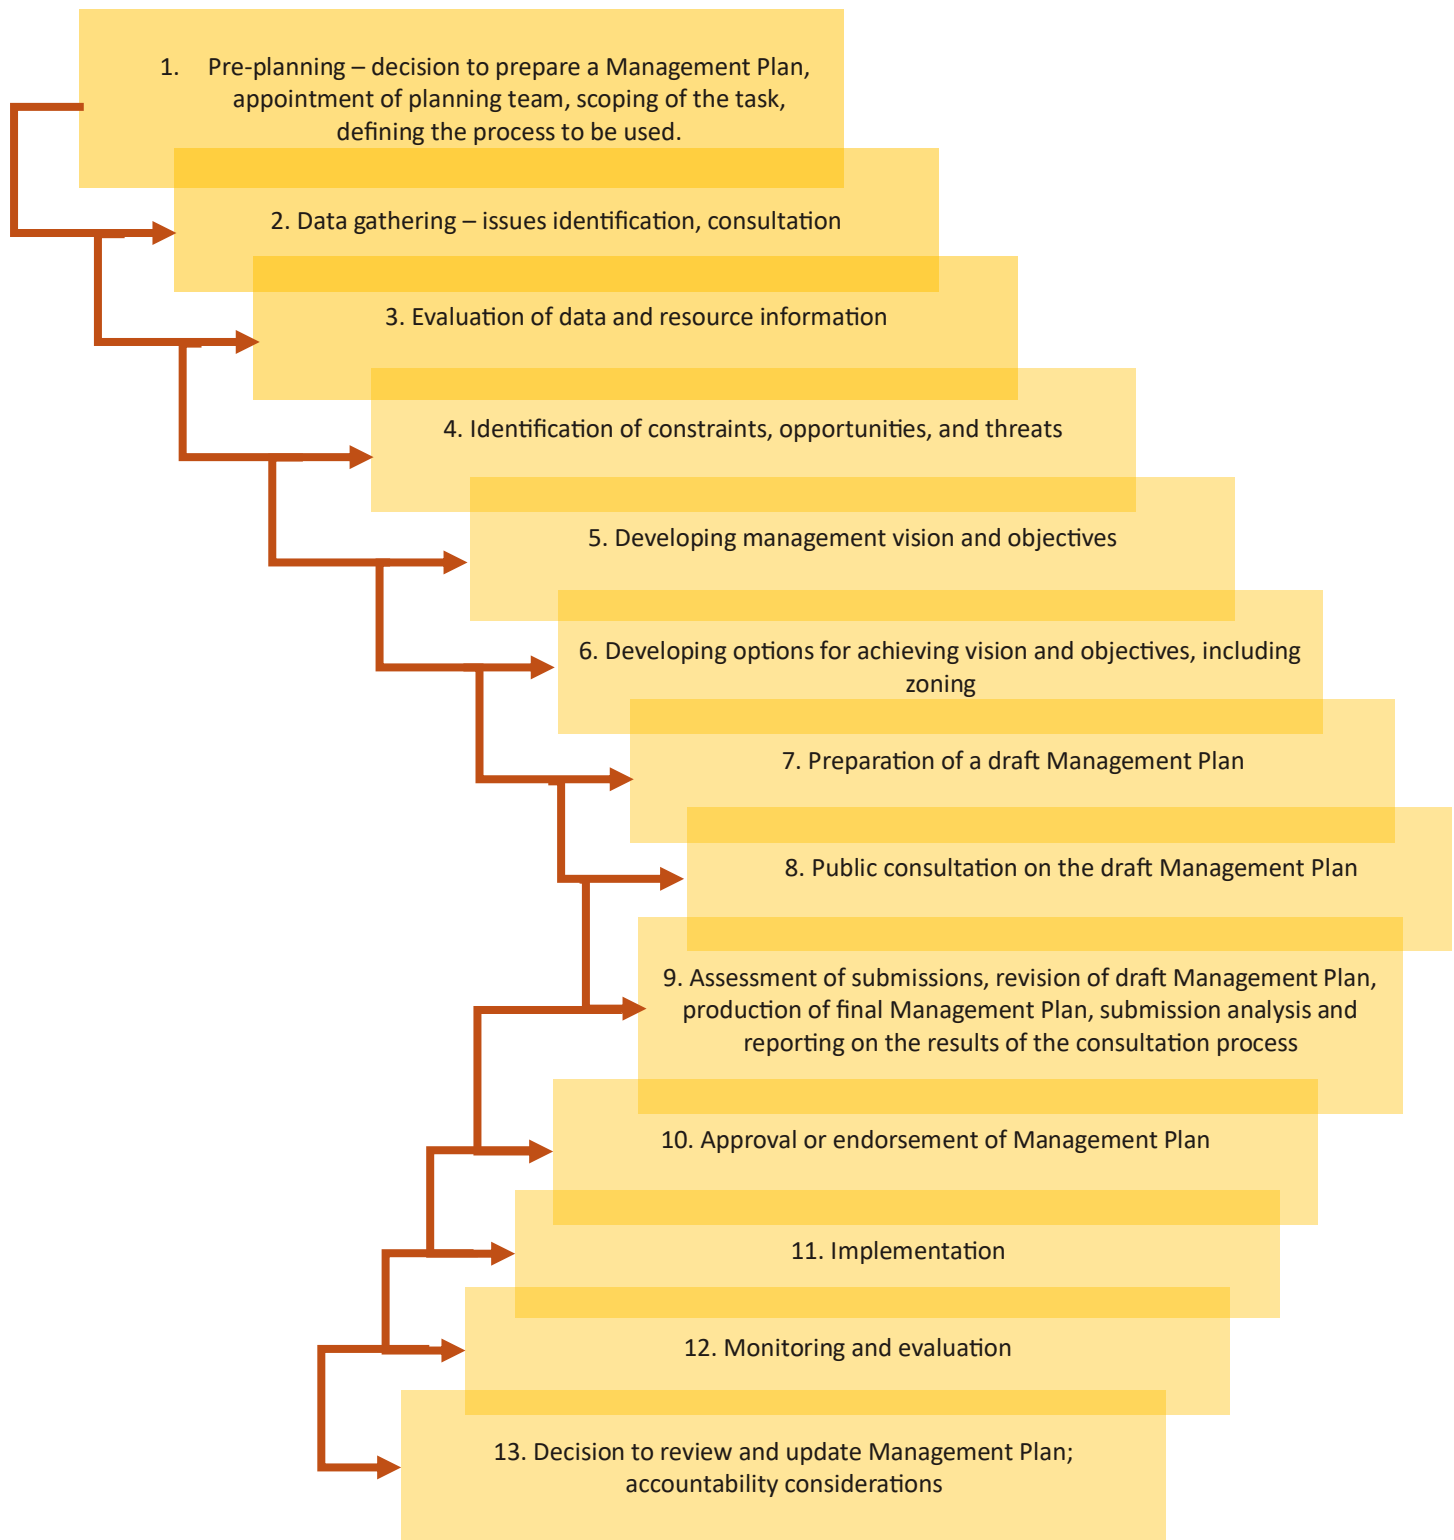 1. Pre-planning – decision to prepare a Management Plan,
appointment of planning team, scoping of the task,
defining the process to be used.
2. Data gathering – issues identification, consultation
3. Evaluation of data and resource information
4. Identification of constraints, opportunities, and threats
5. Developing management vision and objectives
6. Developing options for achieving vision and objectives, including
zoning
7. Preparation of a draft Management Plan
8. Public consultation on the draft Management Plan
9. Assessment of submissions, revision of draft Management Plan,
production of final Management Plan, submission analysis and
reporting on the results of the consultation process
10. Approval or endorsement of Management Plan
11. Implementation
12. Monitoring and evaluation
13. Decision to review and update Management Plan;
accountability considerations